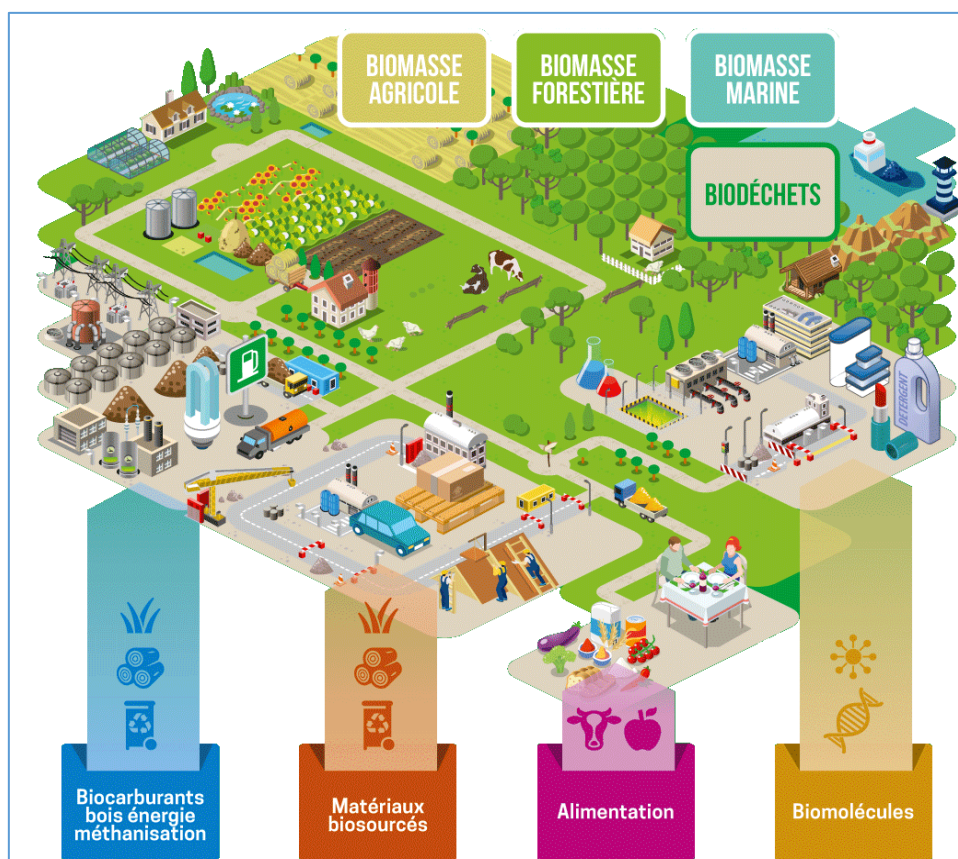 BIOMASSE
AGRICOLE
BIOMASSE
FORESTIÈRE
BIOMASSE
MARINE
BIODÉCHETS
DETERGENT
Biocarburants
bois énergie
méthanisation
Matériaux
biosourcés
Alimentation
Biomolécules